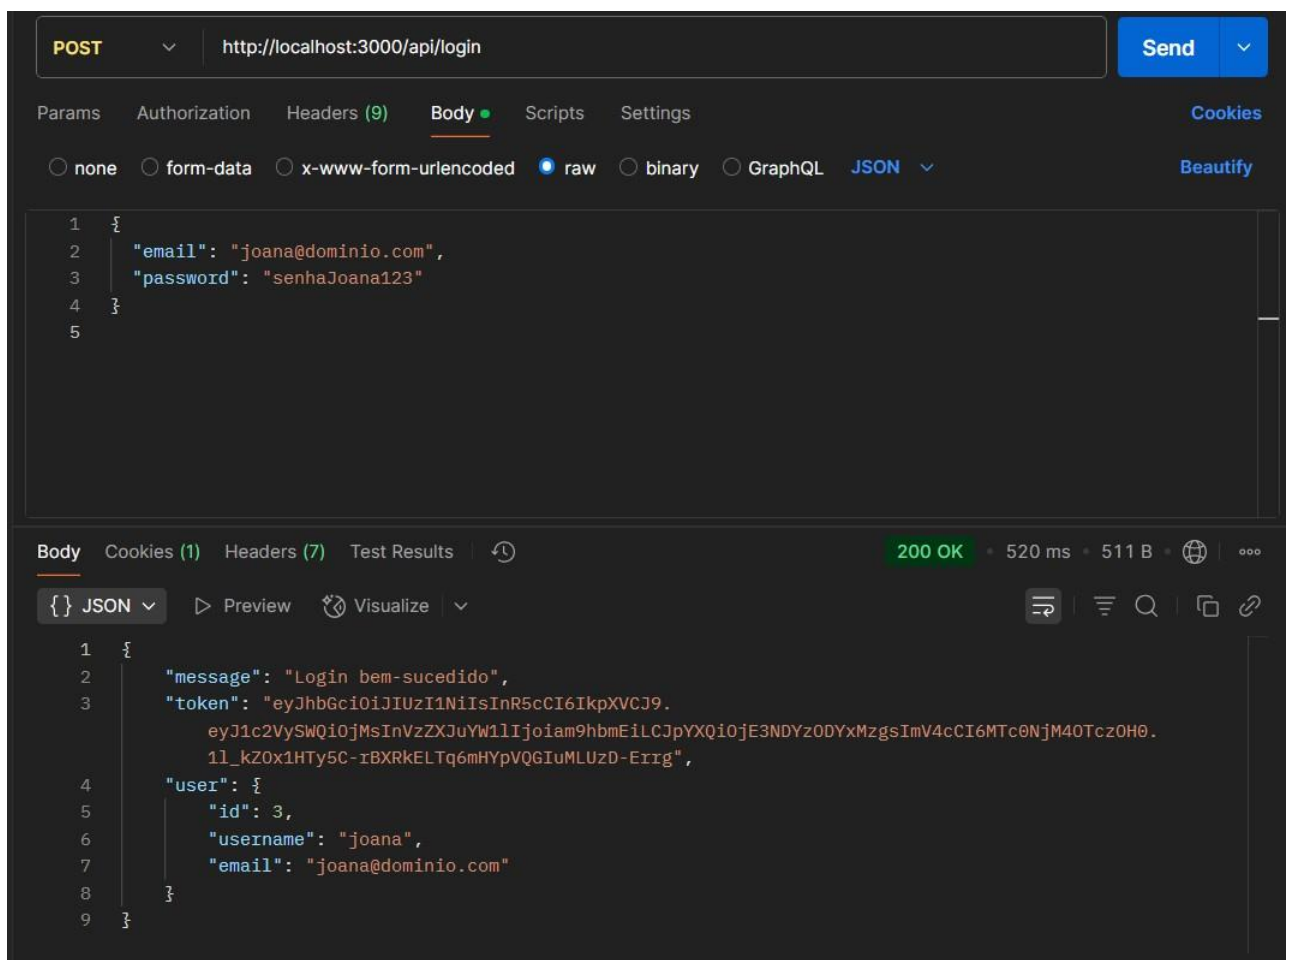 POST http://localhost:3000/api/login Send
Params Authorization Headers (9) Body Scripts Settings Cookies
none form-data x-www-form-urlencoded raw binary GraphQL JSON Beautify
1 {
2 "email": "joana@dominio.com",
3 "password": "senhaJoana123"
4 }
5
Body Cookies (1) Headers (7) Test Results 200 OK 520 ms 511 B
{} JSON Preview Visualize
1 {
2 "message": "Login bem-sucedido",
3 "token": "eyJhbGciOiJIUzI1NiIsInR5cCI6IkpXVCJ9.
eyJ1c2VySWQiOjMsInVzZXJuYW1lIjoiam9hbmEiLCJpYXQiOjE3NDYzODYxMzgsImV4cCI6MTc0NjM4OTczOH0.
1l_kZOx1HTy5C-rBXRkELTq6mHYpVQGIuMLUzD-Errg",
4 "user": {
5 "id": 3,
6 "username": "joana",
7 "email": "joana@dominio.com"
8 }
9 }